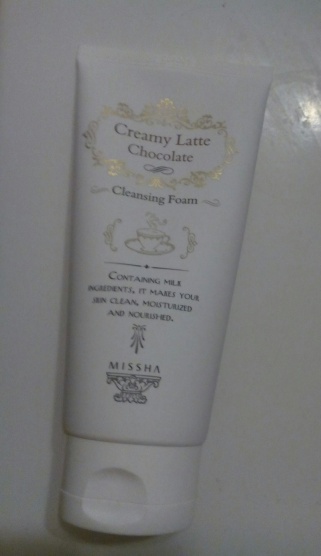 Creamy Latte
Chocolate
Cleansing Foam
CONTAINING MILK
INGREDIENTS, IT MAKES YOUR
SKIN CLEAN, MOISTURIZED
AND NOURISHED.
MISSHA